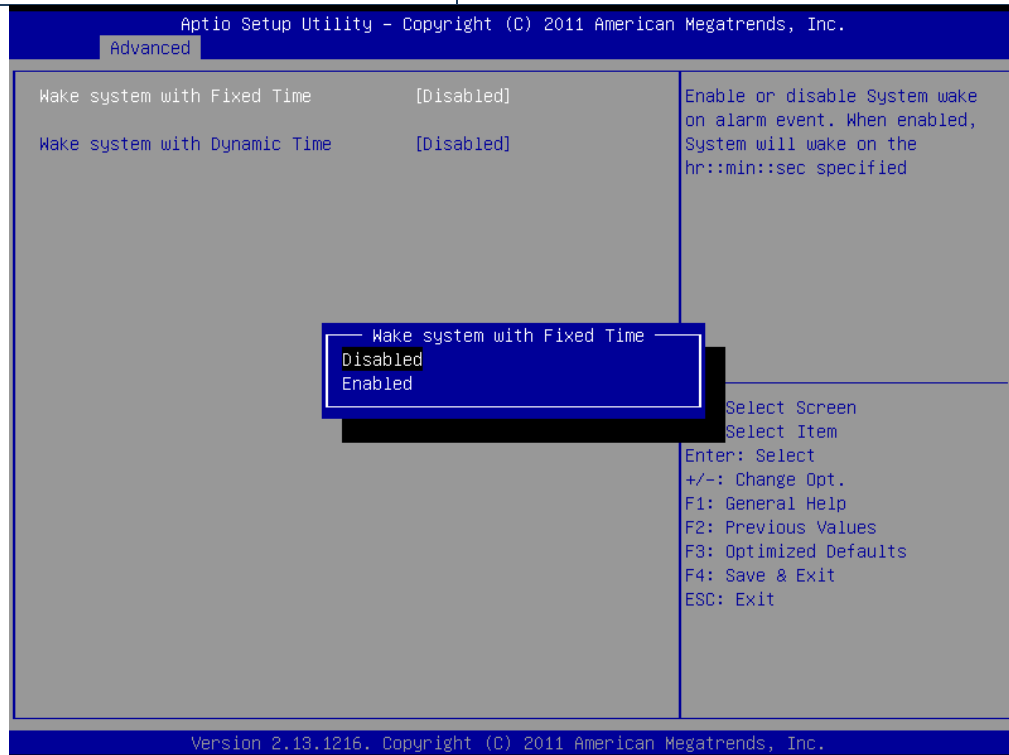 Aptio Setup Utility – Copyright (C) 2011 American Megatrends, Inc.
Advanced
Wake system with Fixed Time [Disabled]
Wake system with Dynamic Time [Disabled]
Enable or disable System wake
on alarm event. When enabled,
System will wake on the
hr::min::sec specified
Wake system with Fixed Time
Disabled
Enabled
Select Screen
Select Item
Enter: Select
+/-: Change Opt.
F1: General Help
F2: Previous Values
F3: Optimized Defaults
F4: Save & Exit
ESC: Exit
Version 2.13.1216. Copyright (C) 2011 American Megatrends, Inc.